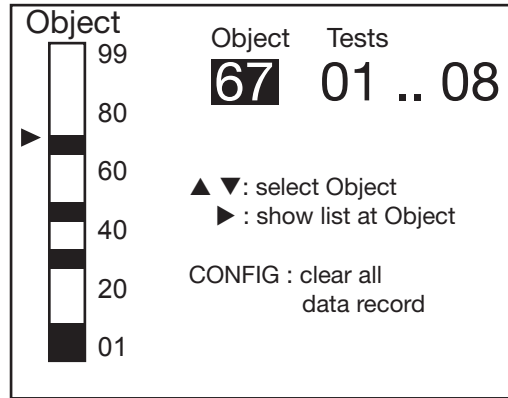 Object
99
80
60
40
20
01
Object Tests
67 01 .. 08
▲ ▼: select Object
▶ : show list at Object
CONFIG : clear all
data record